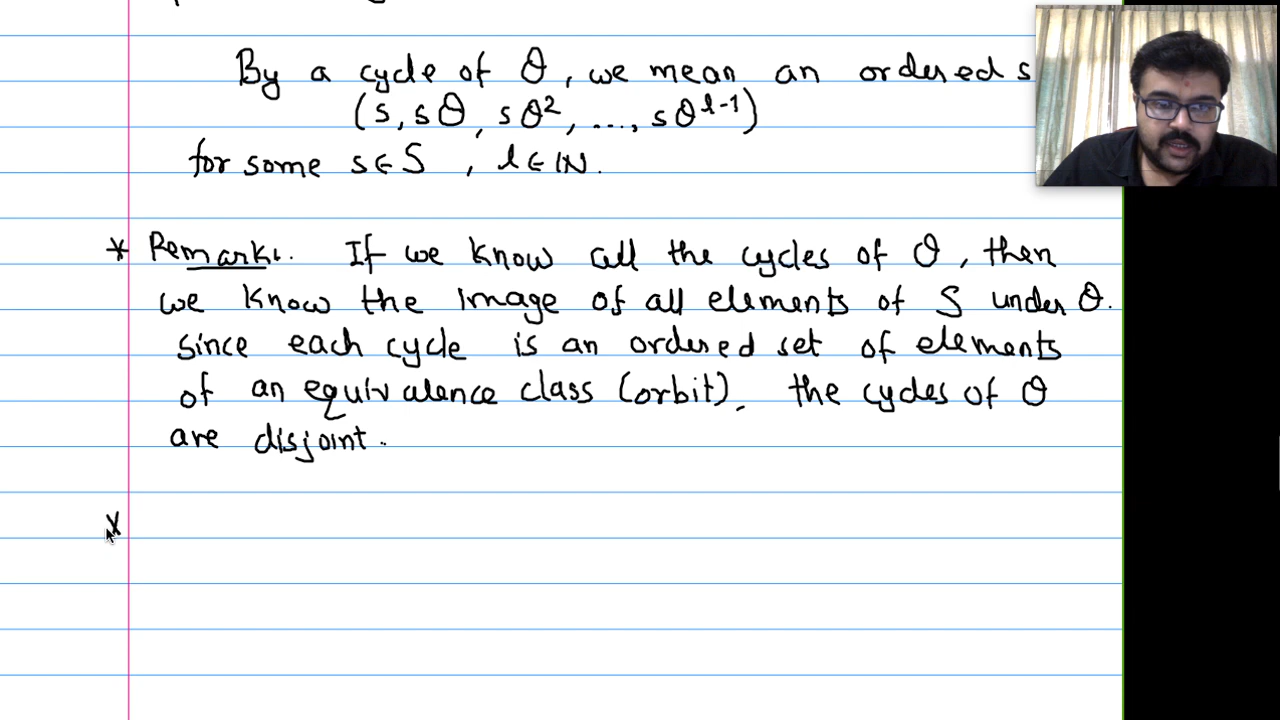 By a cycle of θ, we mean an ordered s
(s, sθ, sθ², ..., sθ^{l-1})
for some s ∈ S, l ∈ ℕ.
* Remark:. If we know all the cycles of θ, then
we know the image of all elements of S under θ.
since each cycle is an ordered set of elements
of an equivalence class (orbit), the cycles of θ
are disjoint.
*